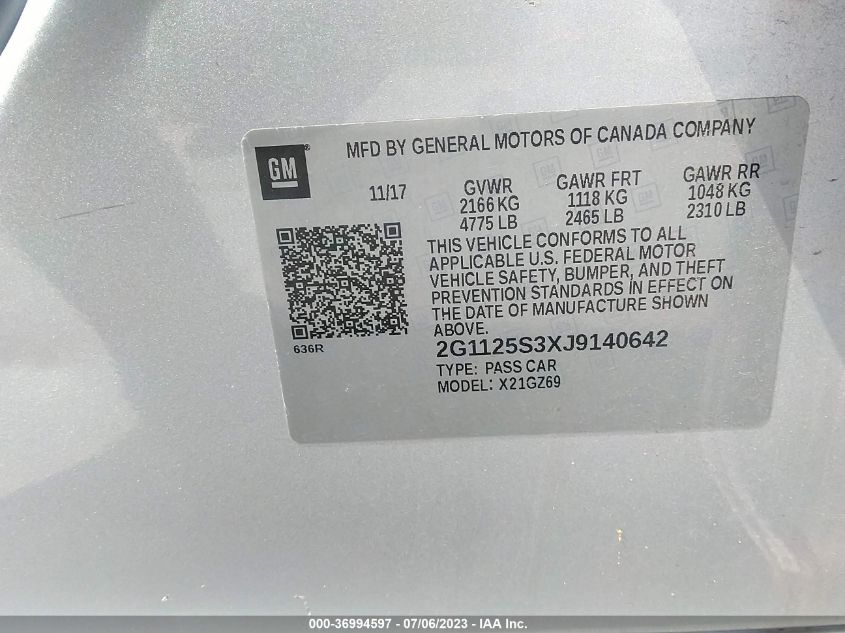 MFD BY GENERAL MOTORS OF CANADA COMPANY
GM®
11/17
GVWR
2166 KG
4775 LB
GAWR FRT
1118 KG
2465 LB
GAWR RR
1048 KG
2310 LB
THIS VEHICLE CONFORMS TO ALL
APPLICABLE U.S. FEDERAL MOTOR
VEHICLE SAFETY, BUMPER, AND THEFT
PREVENTION STANDARDS IN EFFECT ON
THE DATE OF MANUFACTURE SHOWN
ABOVE.
636R
2G1125S3XJ9140642
TYPE: PASS CAR
MODEL: X21GZ69
000-36994597 - 07/06/2023 - IAA Inc.